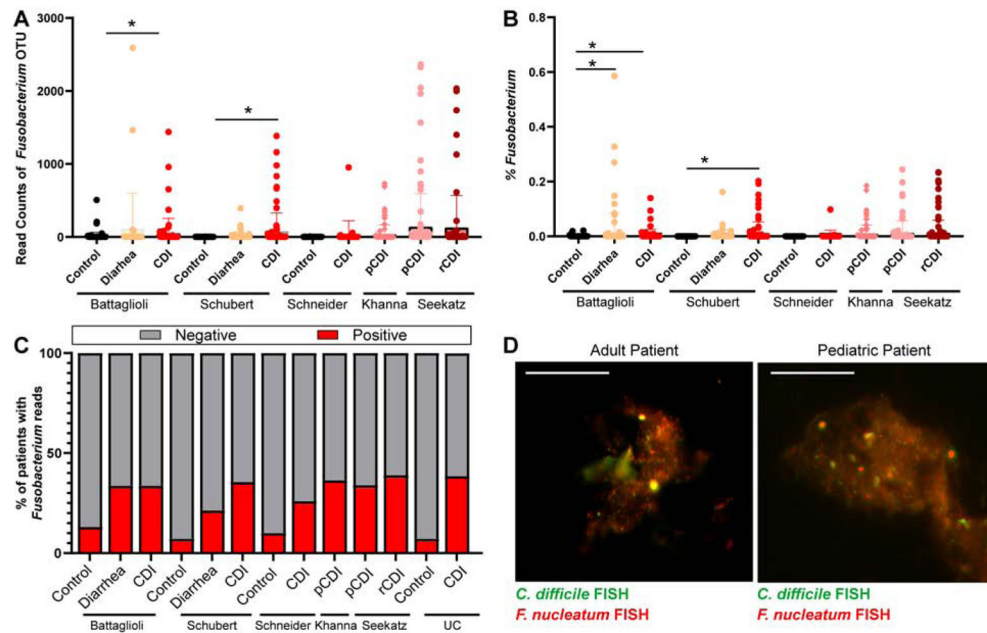 A
Read Counts of Fusobacterium OTU
3000
2000
1000
0
*
*
Control
Diarhea
CDI
Control
Diarrhea
CDI
Control
CDI
pCDI
pCDI
rCDI
Battaglioli
Schubert
Schneider
Khanna
Seekatz
B
% Fusobacterium
0.8
0.6
0.4
0.2
0.0
*
*
*
Control
Diarrhea
CDI
Control
Diarrhea
CDI
Control
CDI
pCDI
pCDI
rCDI
Battaglioli
Schubert
Schneider
Khanna
Seekatz
C
Negative
Positive
% of patients with
Fusobacterium reads
100
50
0
Control
Diarrhea
CDI
Control
Diarrhea
CDI
Control
CDI
pCDI
pCDI
rCDI
Control
CDI
Battaglioli
Schubert
Schneider
Khanna
Seekatz
UC
D
Adult Patient
Pediatric Patient
C. difficile FISH
F. nucleatum FISH
C. difficile FISH
F. nucleatum FISH